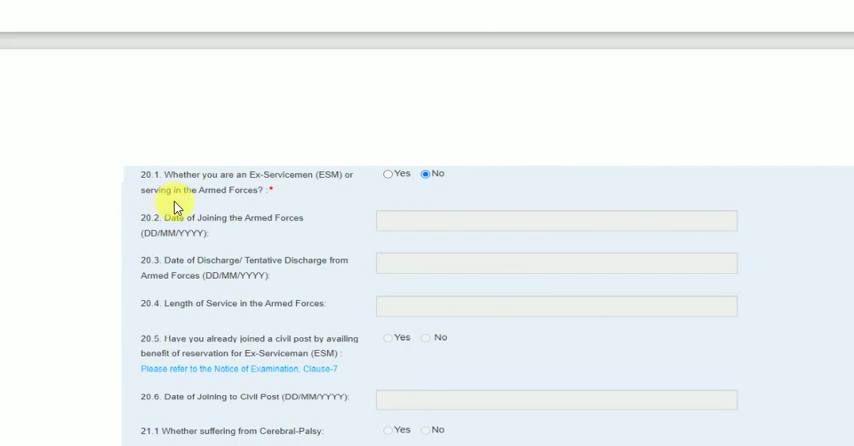 20.1. Whether you are an Ex-Servicemen (ESM) or Yes No
serving in the Armed Forces? :*
20.2. Date of Joining the Armed Forces
(DD/MM/YYYY):
20.3. Date of Discharge/ Tentative Discharge from
Armed Forces (DD/MM/YYYY):
20.4. Length of Service in the Armed Forces:
20.5. Have you already joined a civil post by availing Yes No
benefit of reservation for Ex-Serviceman (ESM) :
Please refer to the Notice of Examination, Clause-7
20.6. Date of Joining to Civil Post (DD/MM/YYYY):
21.1 Whether suffering from Cerebral-Palsy: Yes No